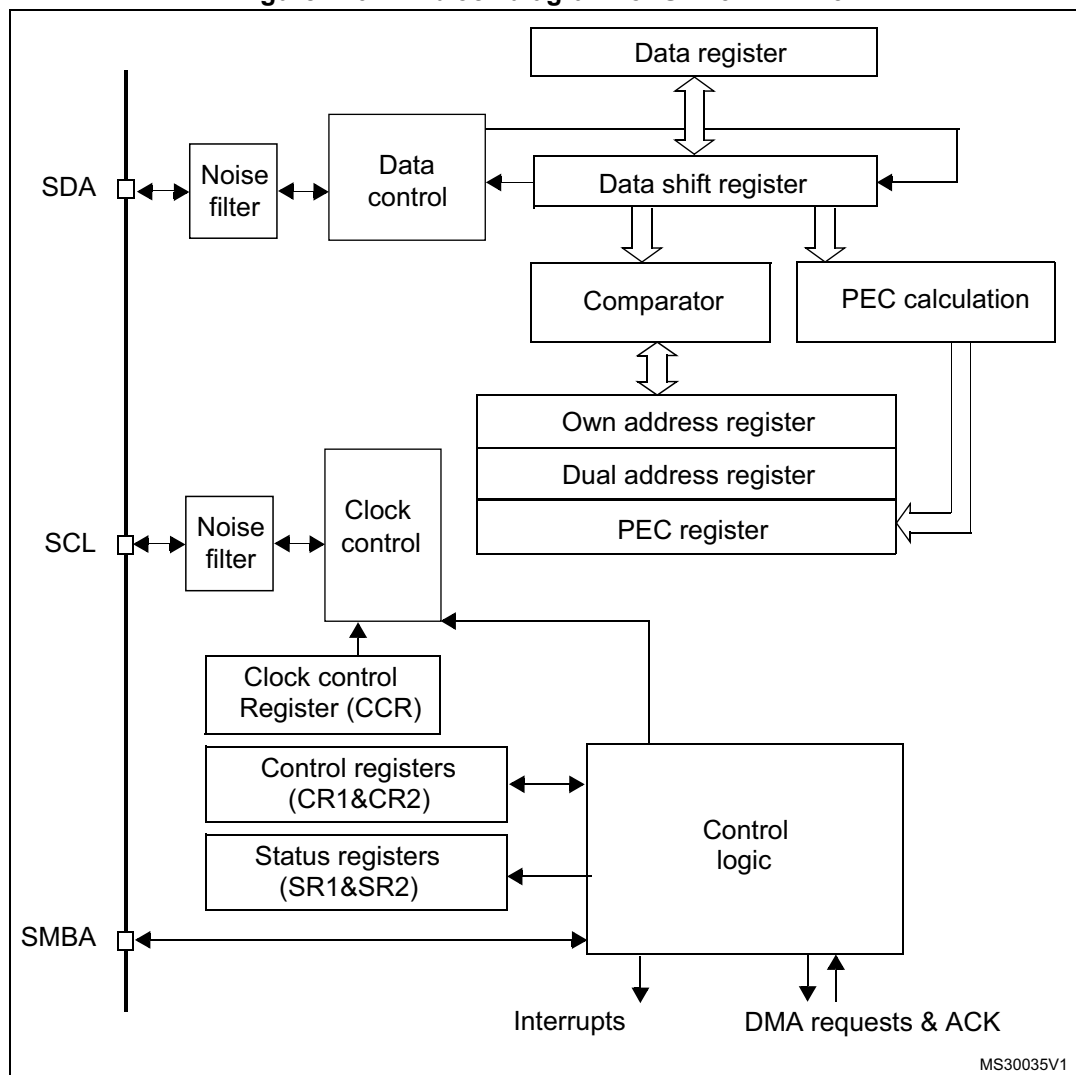 Data register
Data
control
Noise
filter
SDA
Data shift register
Comparator
PEC calculation
Own address register
Dual address register
PEC register
Clock
control
Noise
filter
SCL
Clock control
Register (CCR)
Control registers
(CR1&CR2)
Control
logic
Status registers
(SR1&SR2)
SMBA
Interrupts
DMA requests & ACK
MS30035V1